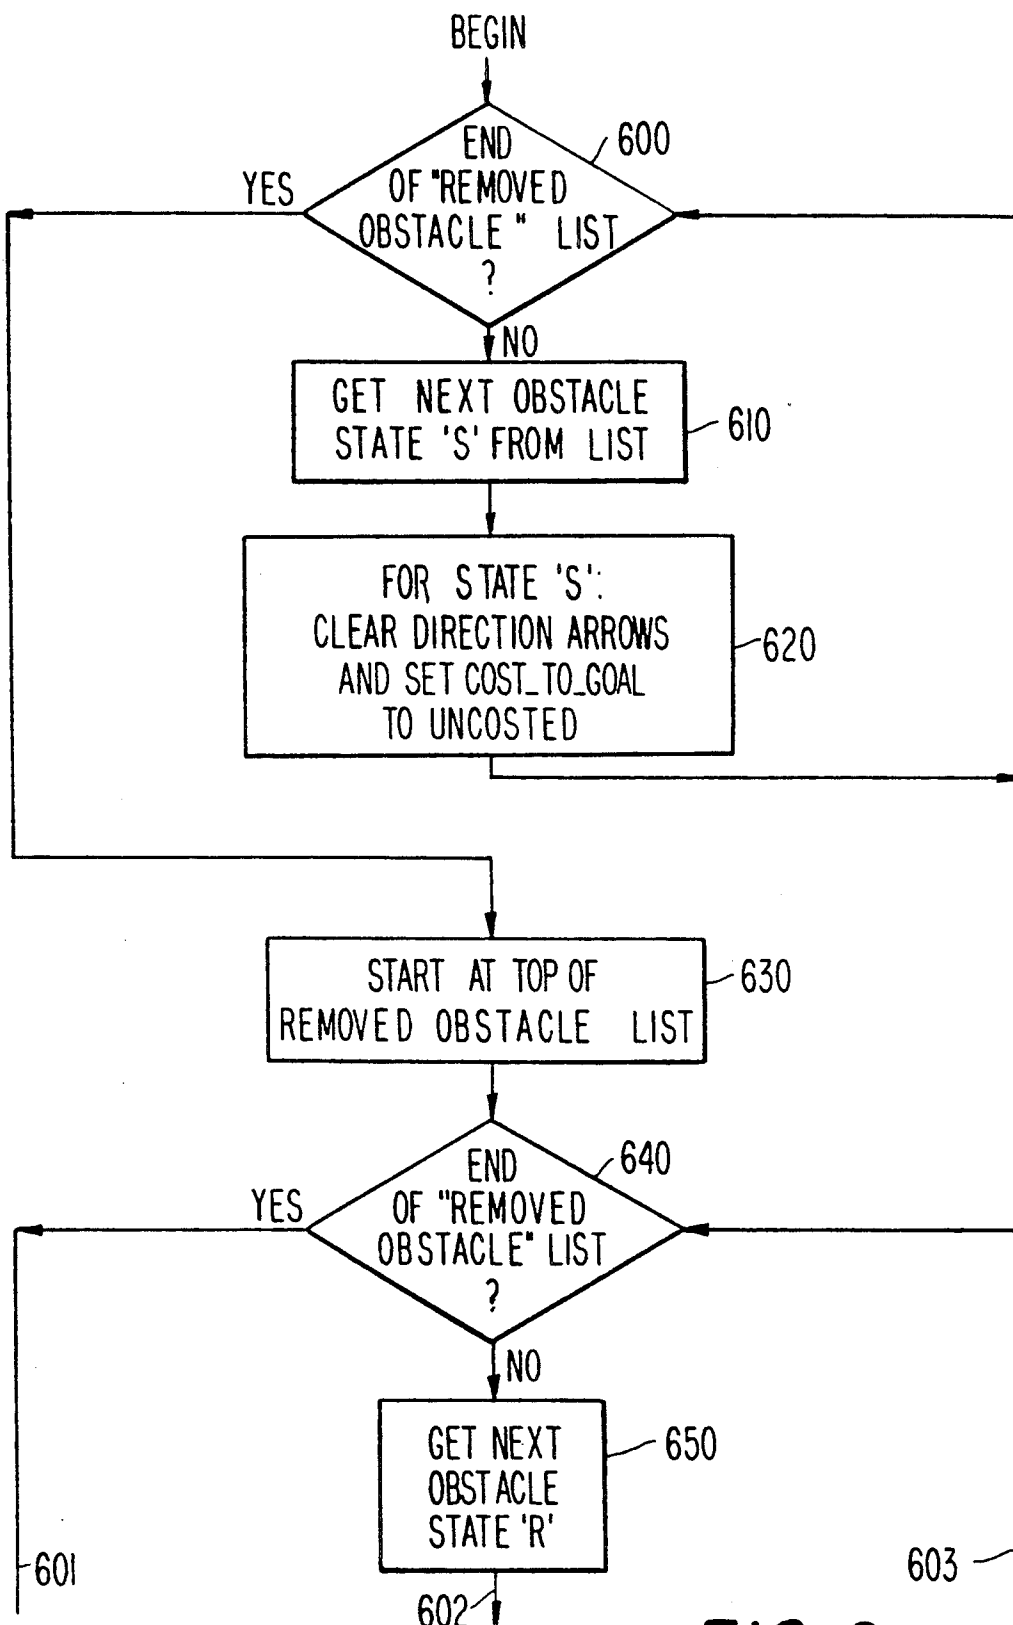 BEGIN
END
OF "REMOVED
OBSTACLE" LIST
?
600
YES
NO
GET NEXT OBSTACLE
STATE 'S' FROM LIST
610
FOR STATE 'S':
CLEAR DIRECTION ARROWS
AND SET COST_TO_GOAL
TO UNCOSTED
620
START AT TOP OF
REMOVED OBSTACLE LIST
630
END
OF "REMOVED
OBSTACLE" LIST
?
640
YES
NO
GET NEXT
OBSTACLE
STATE 'R'
650
601
602
603